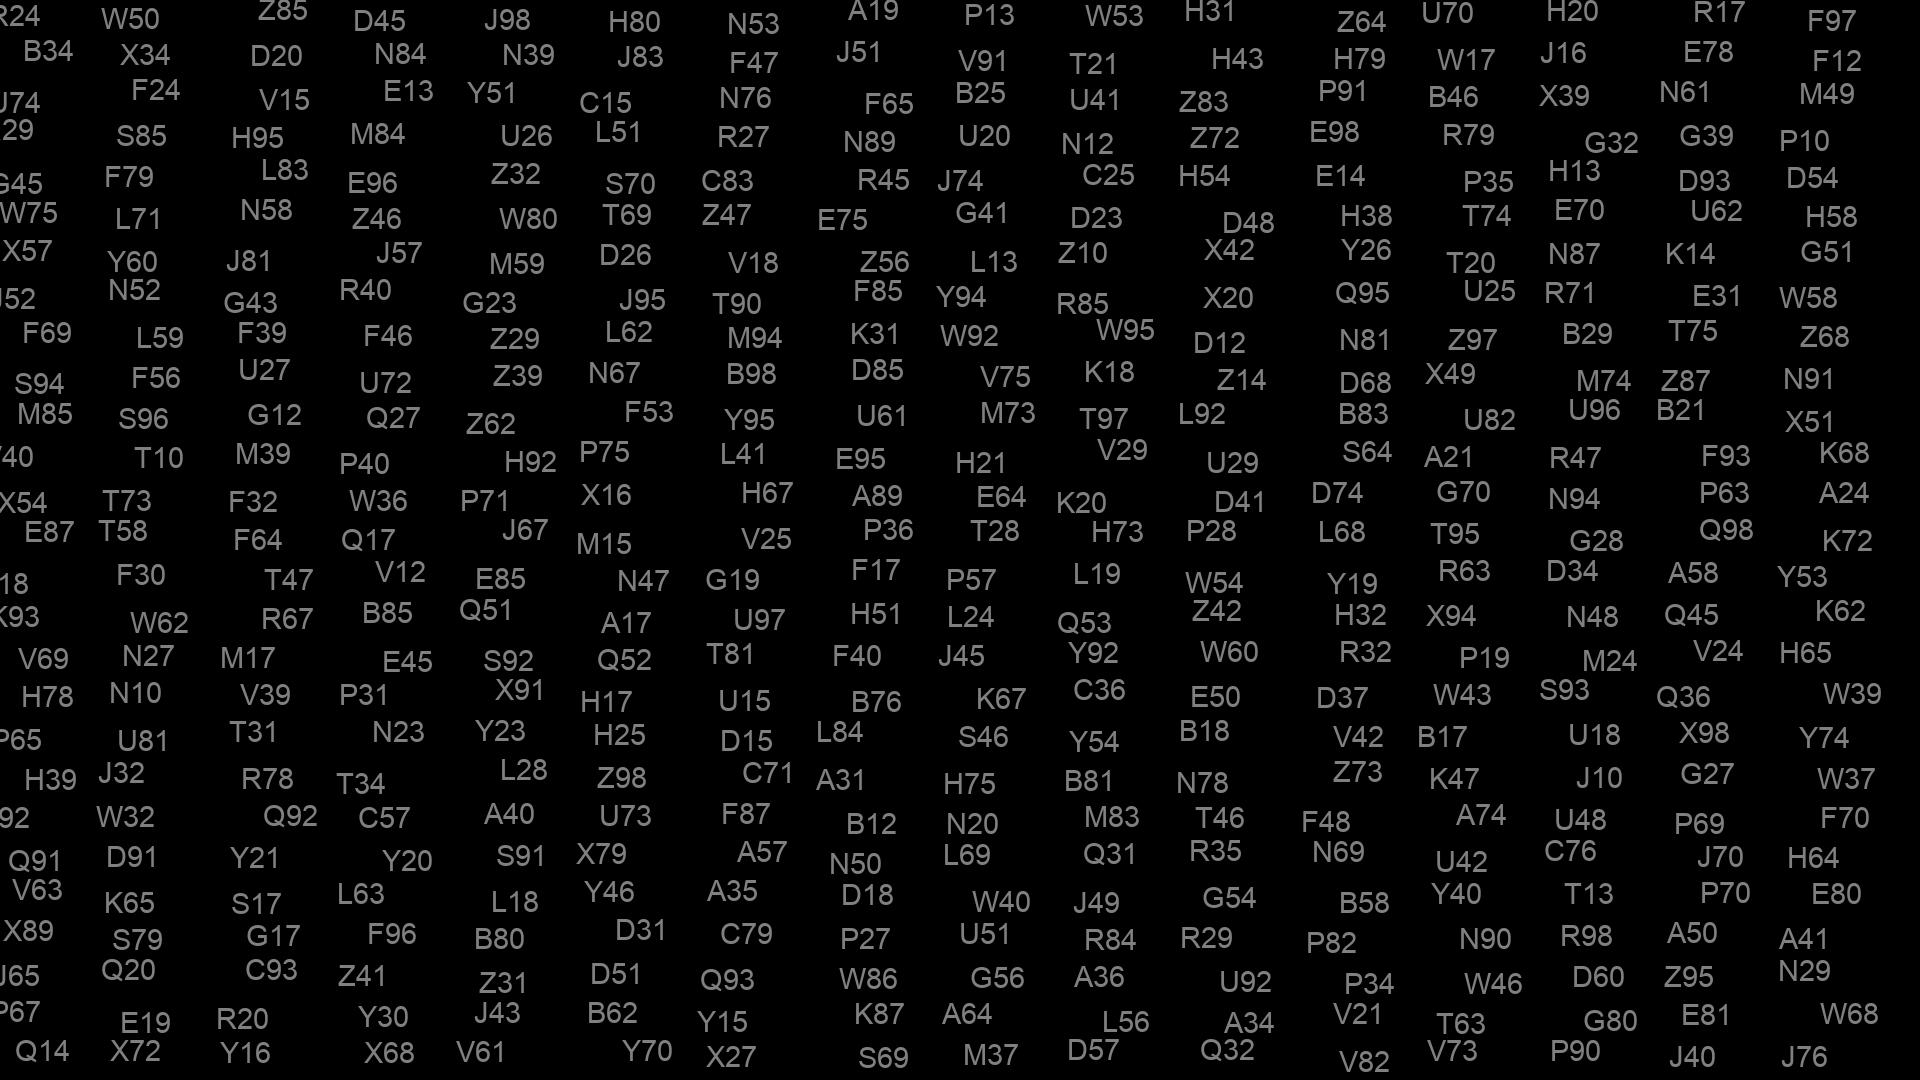 R24 W50 Z85 D45 J98 H80 N53 A19 P13 W53 H31 Z64 U70 H20 R17 F97
B34 X34 D20 N84 N39 J83 F47 J51 V91 T21 H43 H79 W17 J16 E78 F12
J74 F24 V15 E13 Y51 C15 N76 F65 B25 U41 Z83 P91 B46 X39 N61 M49
29 S85 H95 M84 U26 L51 R27 N89 U20 N12 Z72 E98 R79 G32 G39 P10
G45 F79 L83 E96 Z32 S70 C83 R45 J74 C25 H54 E14 P35 H13 D93 D54
W75 L71 N58 Z46 W80 T69 Z47 E75 G41 D23 D48 H38 T74 E70 U62 H58
X57 Y60 J81 J57 M59 D26 V18 Z56 L13 Z10 X42 Y26 T20 N87 K14 G51
52 N52 G43 R40 G23 J95 T90 F85 Y94 R85 X20 Q95 U25 R71 E31 W58
F69 L59 F39 F46 Z29 L62 M94 K31 W92 W95 D12 N81 Z97 B29 T75 Z68
S94 F56 U27 U72 Z39 N67 B98 D85 V75 K18 Z14 D68 X49 M74 Z87 N91
M85 S96 G12 Q27 Z62 F53 Y95 U61 M73 T97 L92 B83 U82 U96 B21 X51
40 T10 M39 P40 H92 P75 L41 E95 H21 V29 U29 S64 A21 R47 F93 K68
X54 T73 F32 W36 P71 X16 H67 A89 E64 K20 D41 D74 G70 N94 P63 A24
E87 T58 F64 Q17 J67 M15 V25 P36 T28 H73 P28 L68 T95 G28 Q98 K72
18 F30 T47 V12 E85 N47 G19 F17 P57 L19 W54 Y19 R63 D34 A58 Y53
K93 W62 R67 B85 Q51 A17 U97 H51 L24 Q53 Z42 H32 X94 N48 Q45 K62
V69 N27 M17 E45 S92 Q52 T81 F40 J45 Y92 W60 R32 P19 M24 V24 H65
H78 N10 V39 P31 X91 H17 U15 B76 K67 C36 E50 D37 W43 S93 Q36 W39
P65 U81 T31 N23 Y23 H25 D15 L84 S46 Y54 B18 V42 B17 U18 X98 Y74
H39 J32 R78 T34 L28 Z98 C71 A31 H75 B81 N78 Z73 K47 J10 G27 W37
92 W32 Q92 C57 A40 U73 F87 B12 N20 M83 T46 F48 A74 U48 P69 F70
Q91 D91 Y21 Y20 S91 X79 A57 N50 L69 Q31 R35 N69 U42 C76 J70 H64
V63 K65 S17 L63 L18 Y46 A35 D18 W40 J49 G54 B58 Y40 T13 P70 E80
X89 S79 G17 F96 B80 D31 C79 P27 U51 R84 R29 P82 N90 R98 A50 A41
J65 Q20 C93 Z41 Z31 D51 Q93 W86 G56 A36 U92 P34 W46 D60 Z95 N29
P67 E19 R20 Y30 J43 B62 Y15 K87 A64 L56 A34 V21 T63 G80 E81 W68
Q14 X72 Y16 X68 V61 Y70 X27 S69 M37 D57 Q32 V82 V73 P90 J40 J76